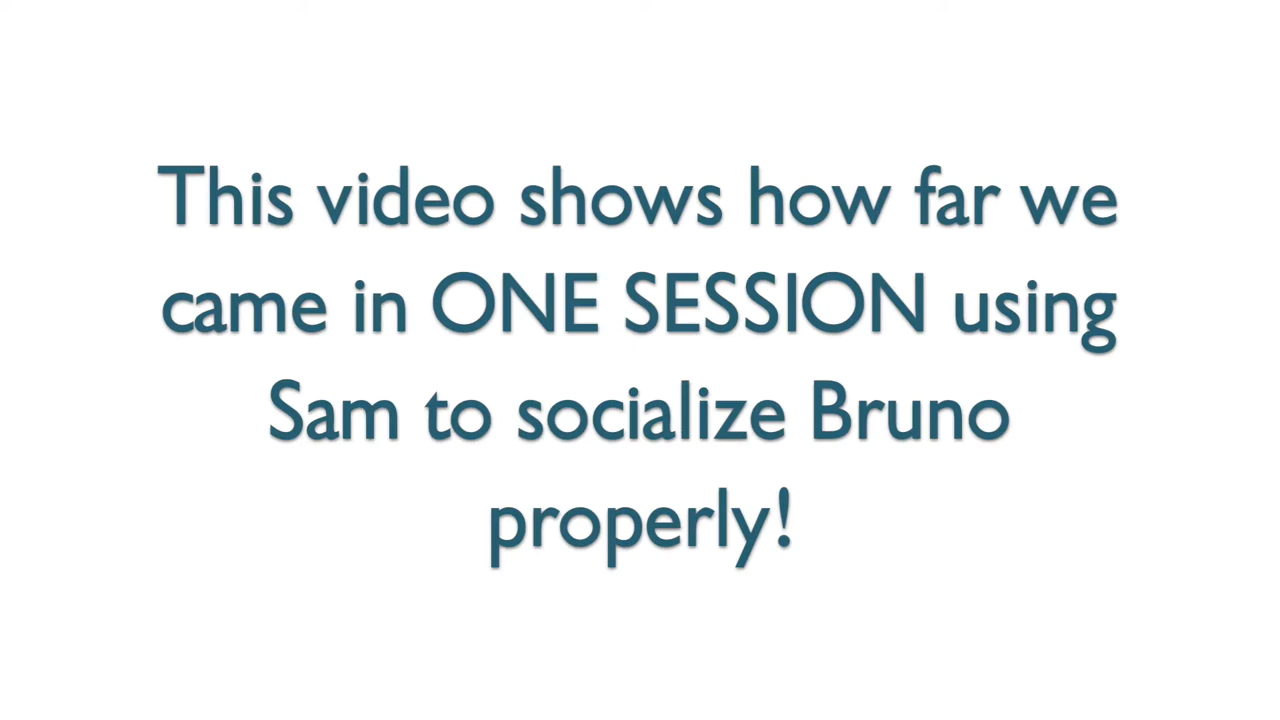 This video shows how far we
came in ONE SESSION using
Sam to socialize Bruno
properly!